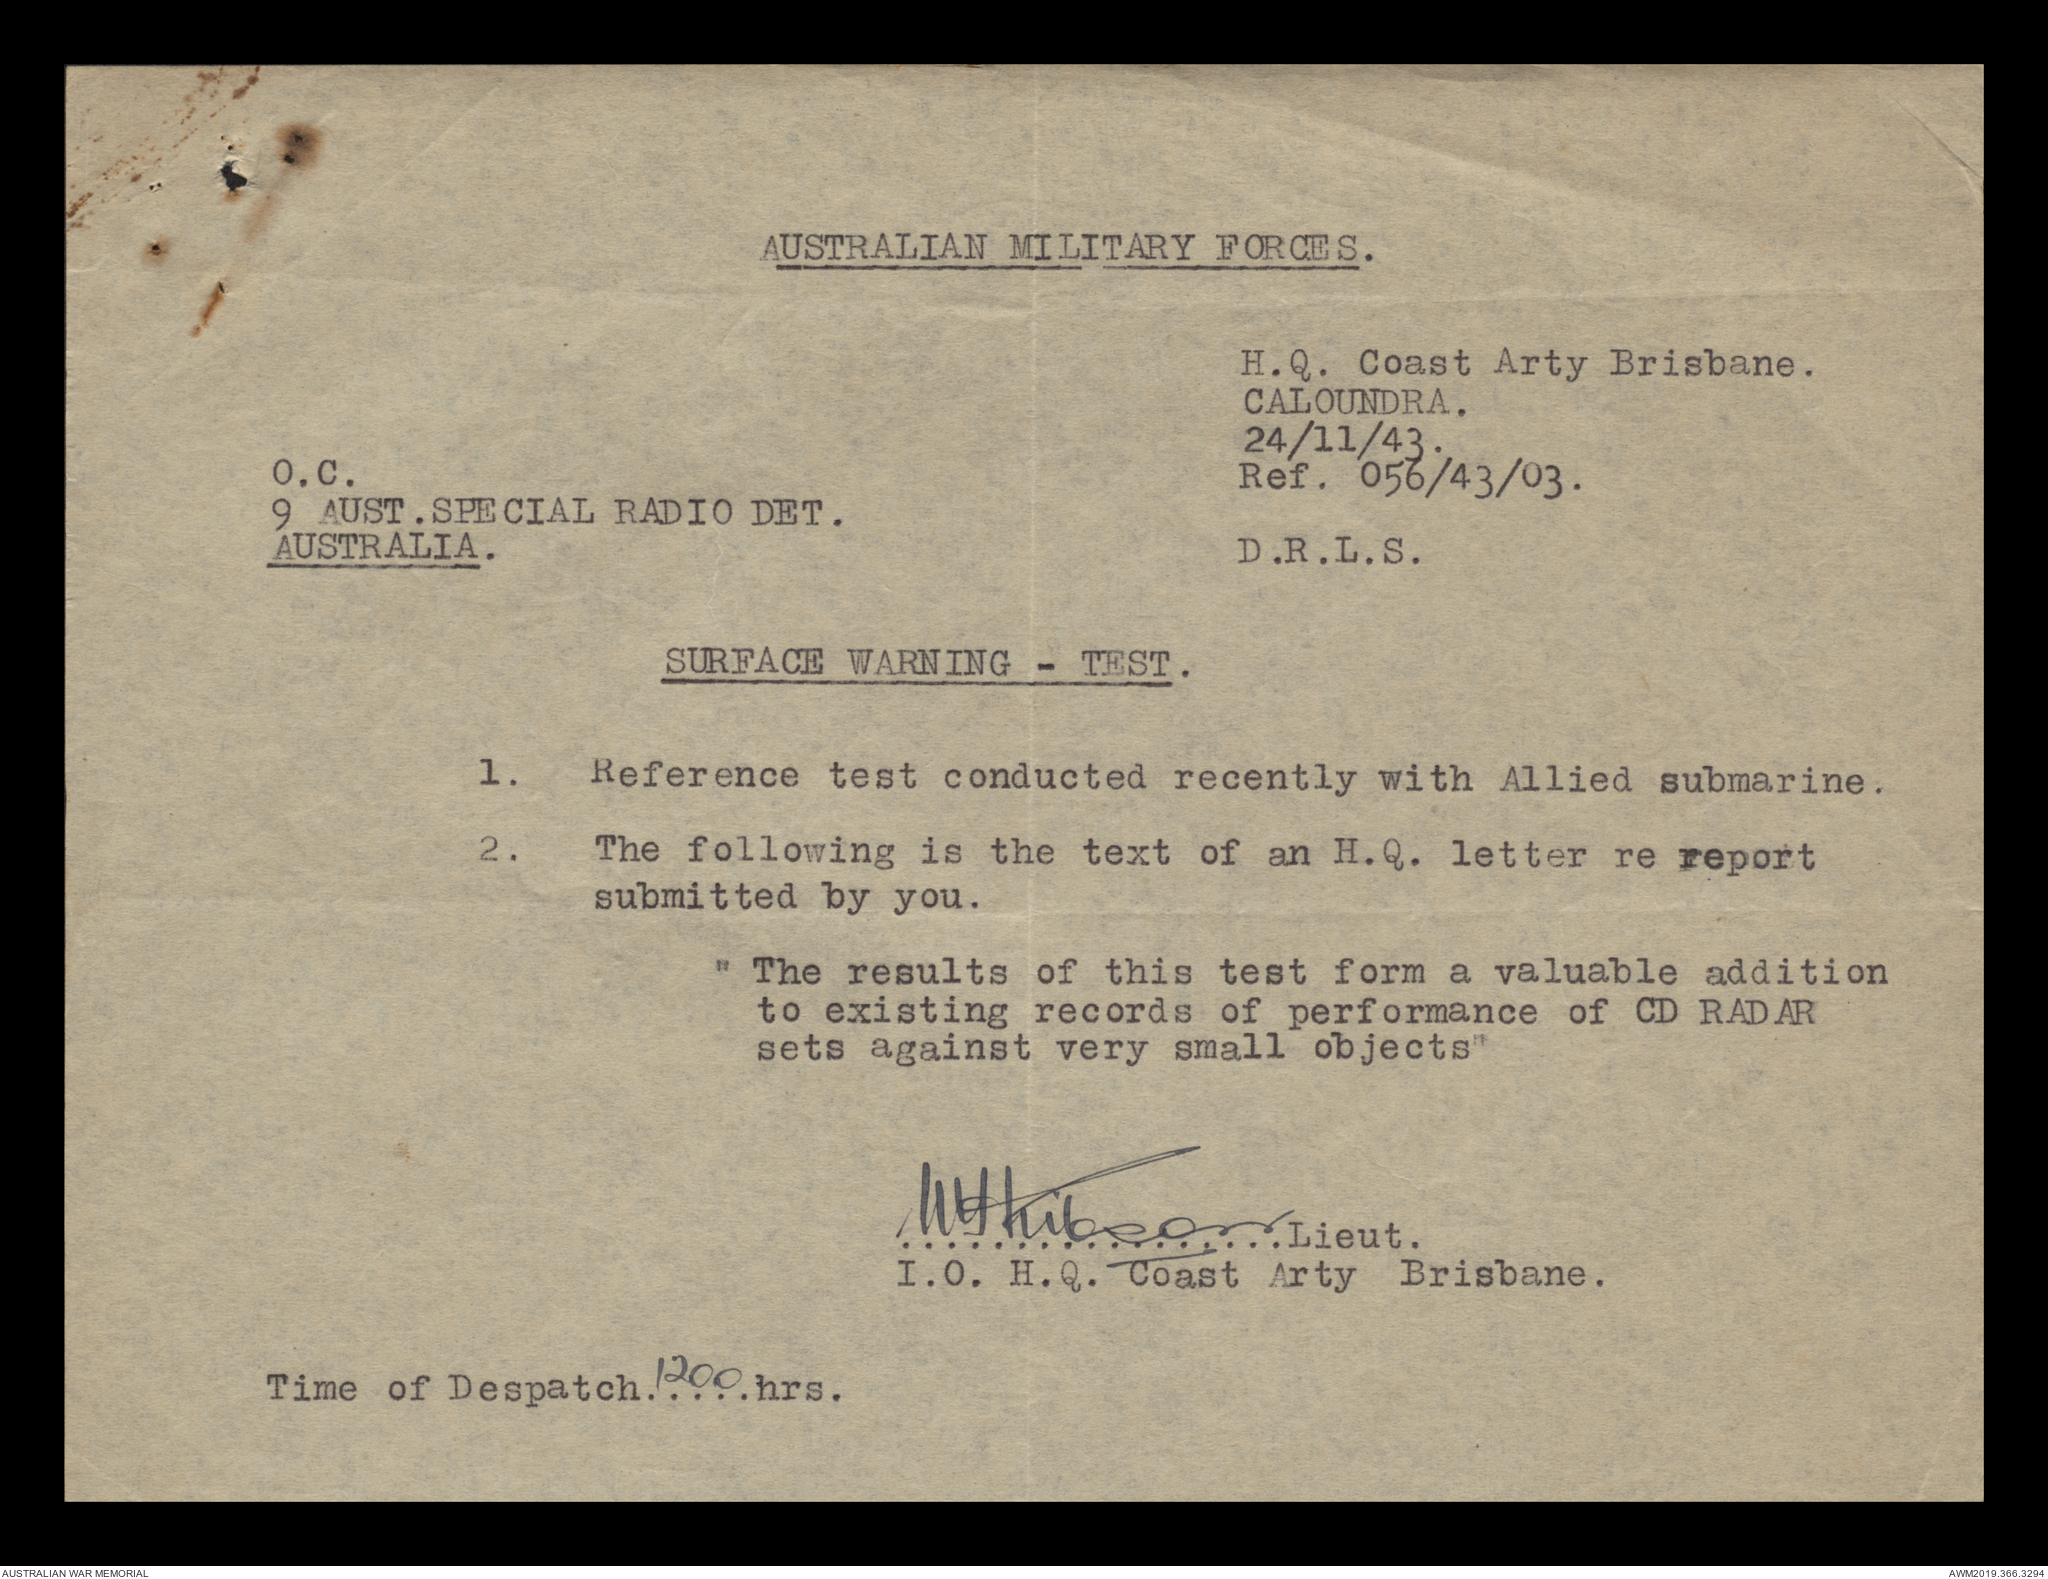 AUSTRALIAN MILITARY FORCES.
H.Q. Coast Arty Brisbane.
CALOUNDRA.
24/11/43.
Ref. 056/43/03.
O.C.
9 AUST.SPECIAL RADIO DET.
AUSTRALIA.
D.R.L.S.
SURFACE WARNING - TEST.
1. Reference test conducted recently with Allied submarine.
2. The following is the text of an H.Q. letter re report
submitted by you.
" The results of this test form a valuable addition
to existing records of performance of CD RADAR
sets against very small objects"
..................Lieut.
I.O. H.Q. Coast Arty Brisbane.
Time of Despatch.1200.hrs.
AUSTRALIAN WAR MEMORIAL
AWM2019.366.3294